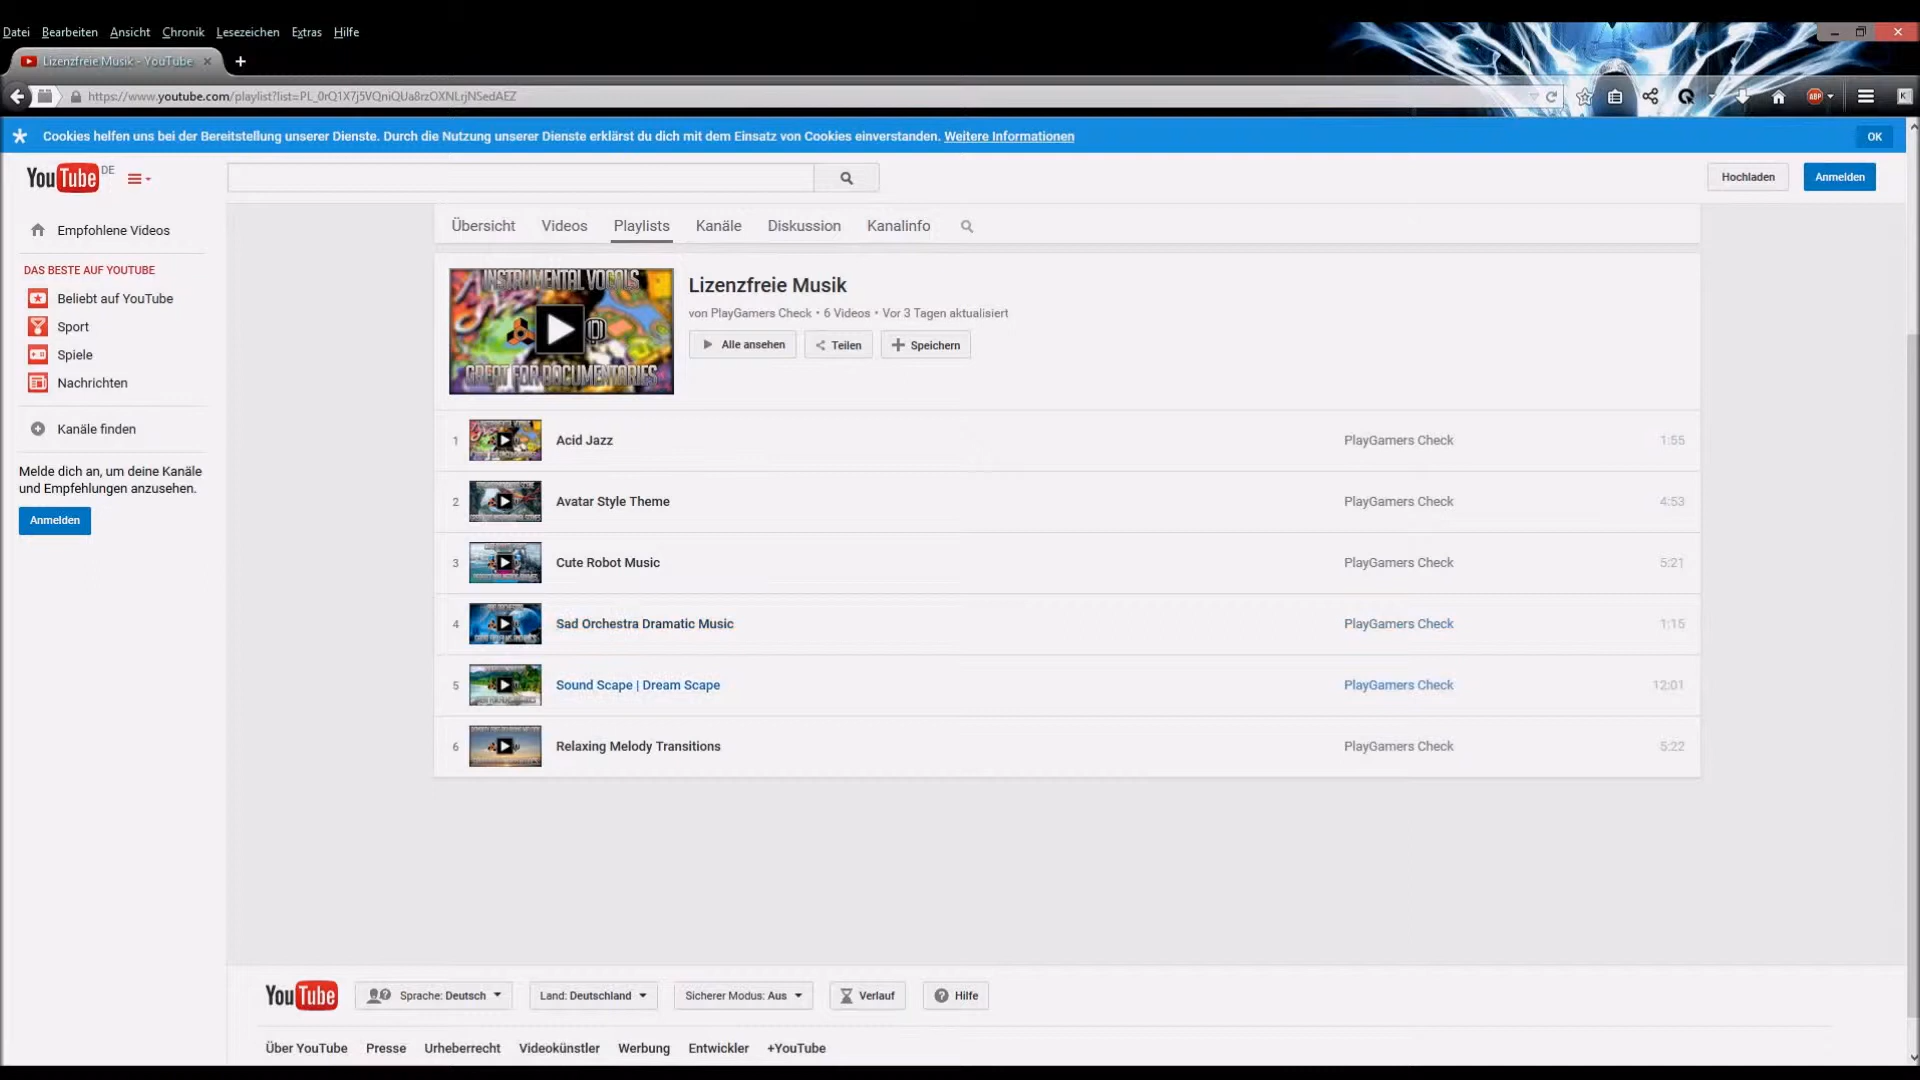 Datei Bearbeiten Ansicht Chronik Lesezeichen Extras Hilfe
Lizenzfreie Musik - YouTube
https://www.youtube.com/playlist?list=PL_0rQ1X7j5VQniQUa8rzOXNLrjNSedAEZ
ABP
Cookies helfen uns bei der Bereitstellung unserer Dienste. Durch die Nutzung unserer Dienste erklärst du dich mit dem Einsatz von Cookies einverstanden. Weitere Informationen OK
YouTube DE Hochladen Anmelden
Übersicht Videos Playlists Kanäle Diskussion Kanalinfo
Empfohlene Videos
DAS BESTE AUF YOUTUBE
Beliebt auf YouTube
Sport
Spiele
Nachrichten
Kanäle finden
Melde dich an, um deine Kanäle
und Empfehlungen anzusehen.
Anmelden
INSTRUMENTAL VOCALS
GREAT FOR DOCUMENTARIES
Lizenzfreie Musik
von PlayGamers Check • 6 Videos • Vor 3 Tagen aktualisiert
Alle ansehen Teilen Speichern
1 Acid Jazz PlayGamers Check 1:55
2 Avatar Style Theme PlayGamers Check 4:53
3 Cute Robot Music PlayGamers Check 5:21
4 Sad Orchestra Dramatic Music PlayGamers Check 1:15
5 Sound Scape | Dream Scape PlayGamers Check 12:01
6 Relaxing Melody Transitions PlayGamers Check 5:22
YouTube Sprache: Deutsch Land: Deutschland Sicherer Modus: Aus Verlauf Hilfe
Über YouTube Presse Urheberrecht Videokünstler Werbung Entwickler +YouTube